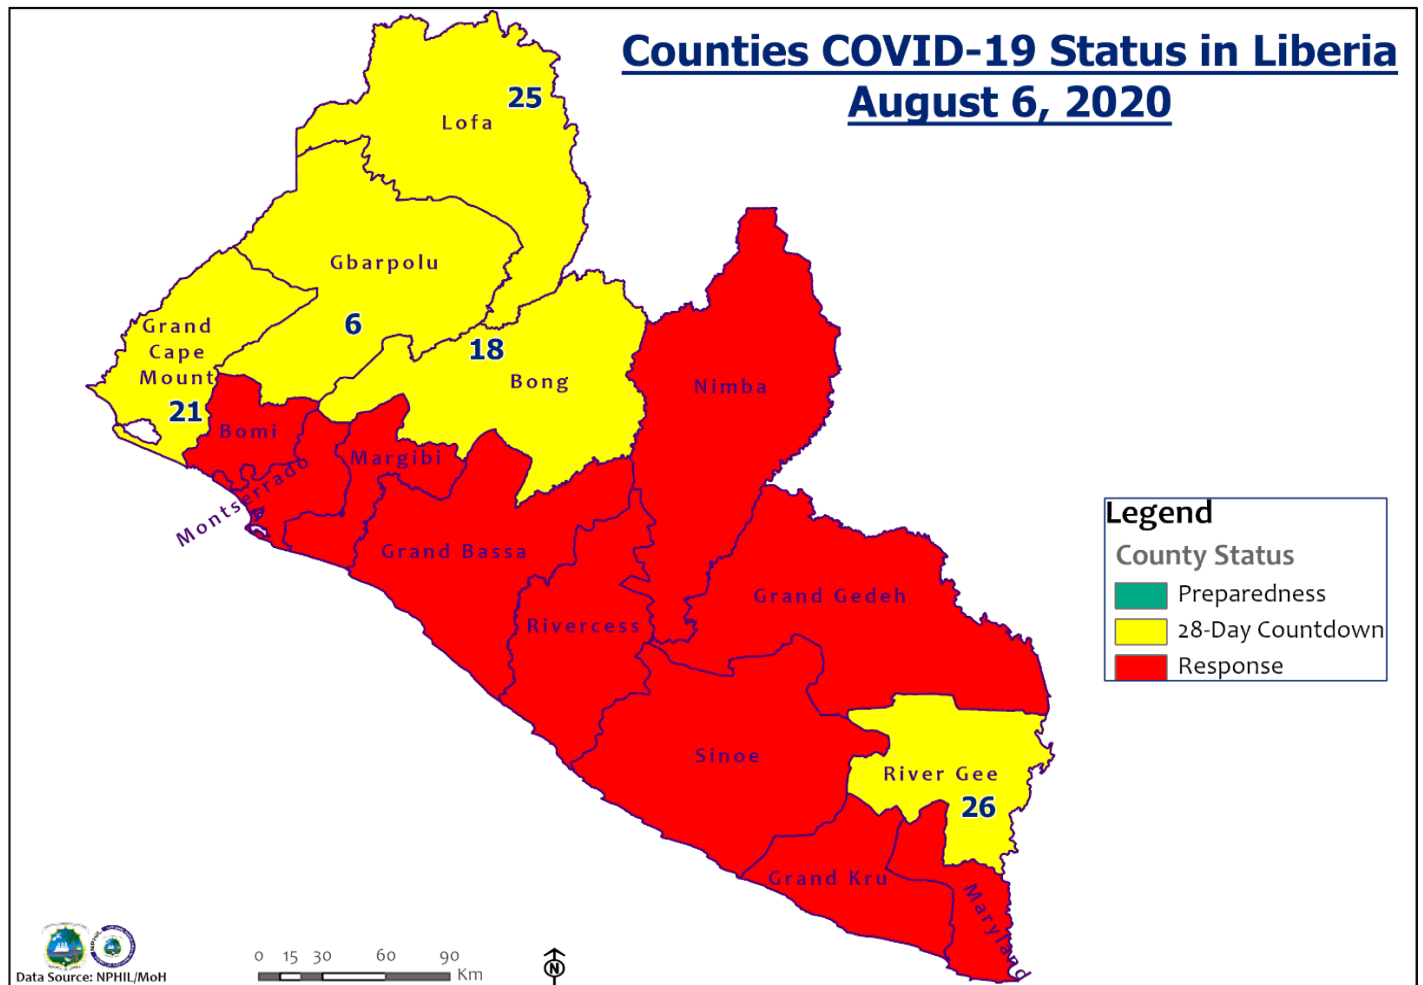 Counties COVID-19 Status in Liberia
August 6, 2020
25
Lofa
Gbarpolu
6
Grand
Cape
Mount
21
18
Bong
Nimba
Bomi
Margibi
Montserrado
Grand Bassa
Rivercess
Grand Gedeh
Sinoe
River Gee
26
Grand Kru
Maryland
Legend
County Status
Preparedness
28-Day Countdown
Response
NPHIL
Data Source: NPHIL/MoH
0 15 30 60 90
Km
N